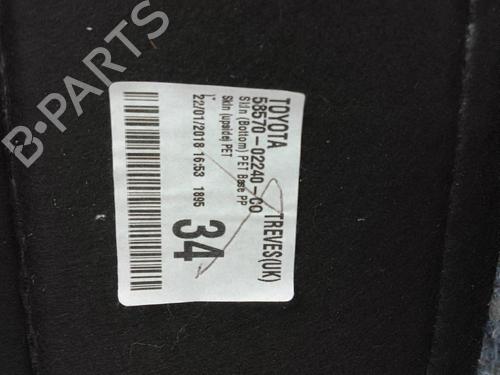 TOYOTA
TREVES(UK)
58570-02240-C0
Skin (Bottom) PET Base PP
Skin (upside) PET
1*
22/01/2018 16:53 1895
34
B-PARTS